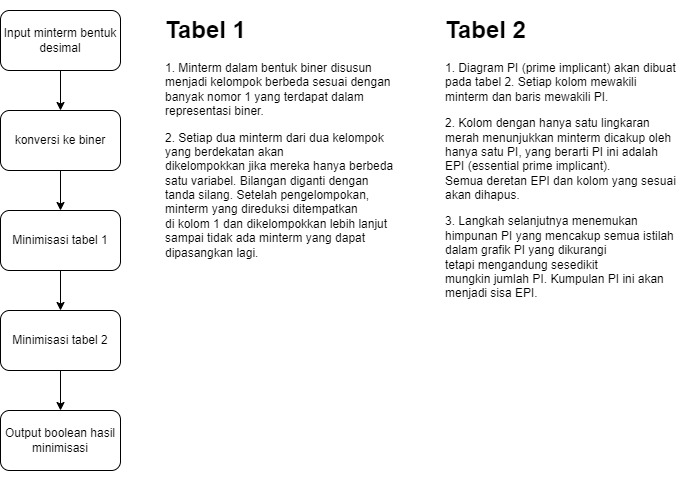 Input minterm bentuk
desimal
konversi ke biner
Minimisasi tabel 1
Minimisasi tabel 2
Output boolean hasil
minimisasi
Tabel 1
1. Minterm dalam bentuk biner disusun
menjadi kelompok berbeda sesuai dengan
banyak nomor 1 yang terdapat dalam
representasi biner.
2. Setiap dua minterm dari dua kelompok
yang berdekatan akan
dikelompokkan jika mereka hanya berbeda
satu variabel. Bilangan diganti dengan
tanda silang. Setelah pengelompokan,
minterm yang direduksi ditempatkan
di kolom 1 dan dikelompokkan lebih lanjut
sampai tidak ada minterm yang dapat
dipasangkan lagi.
Tabel 2
1. Diagram PI (prime implicant) akan dibuat
pada tabel 2. Setiap kolom mewakili
minterm dan baris mewakili PI.
2. Kolom dengan hanya satu lingkaran
merah menunjukkan minterm dicakup oleh
hanya satu PI, yang berarti PI ini adalah
EPI (essential prime implicant).
Semua deretan EPI dan kolom yang sesuai
akan dihapus.
3. Langkah selanjutnya menemukan
himpunan PI yang mencakup semua istilah
dalam grafik PI yang dikurangi
tetapi mengandung sesedikit
mungkin jumlah PI. Kumpulan PI ini akan
menjadi sisa EPI.